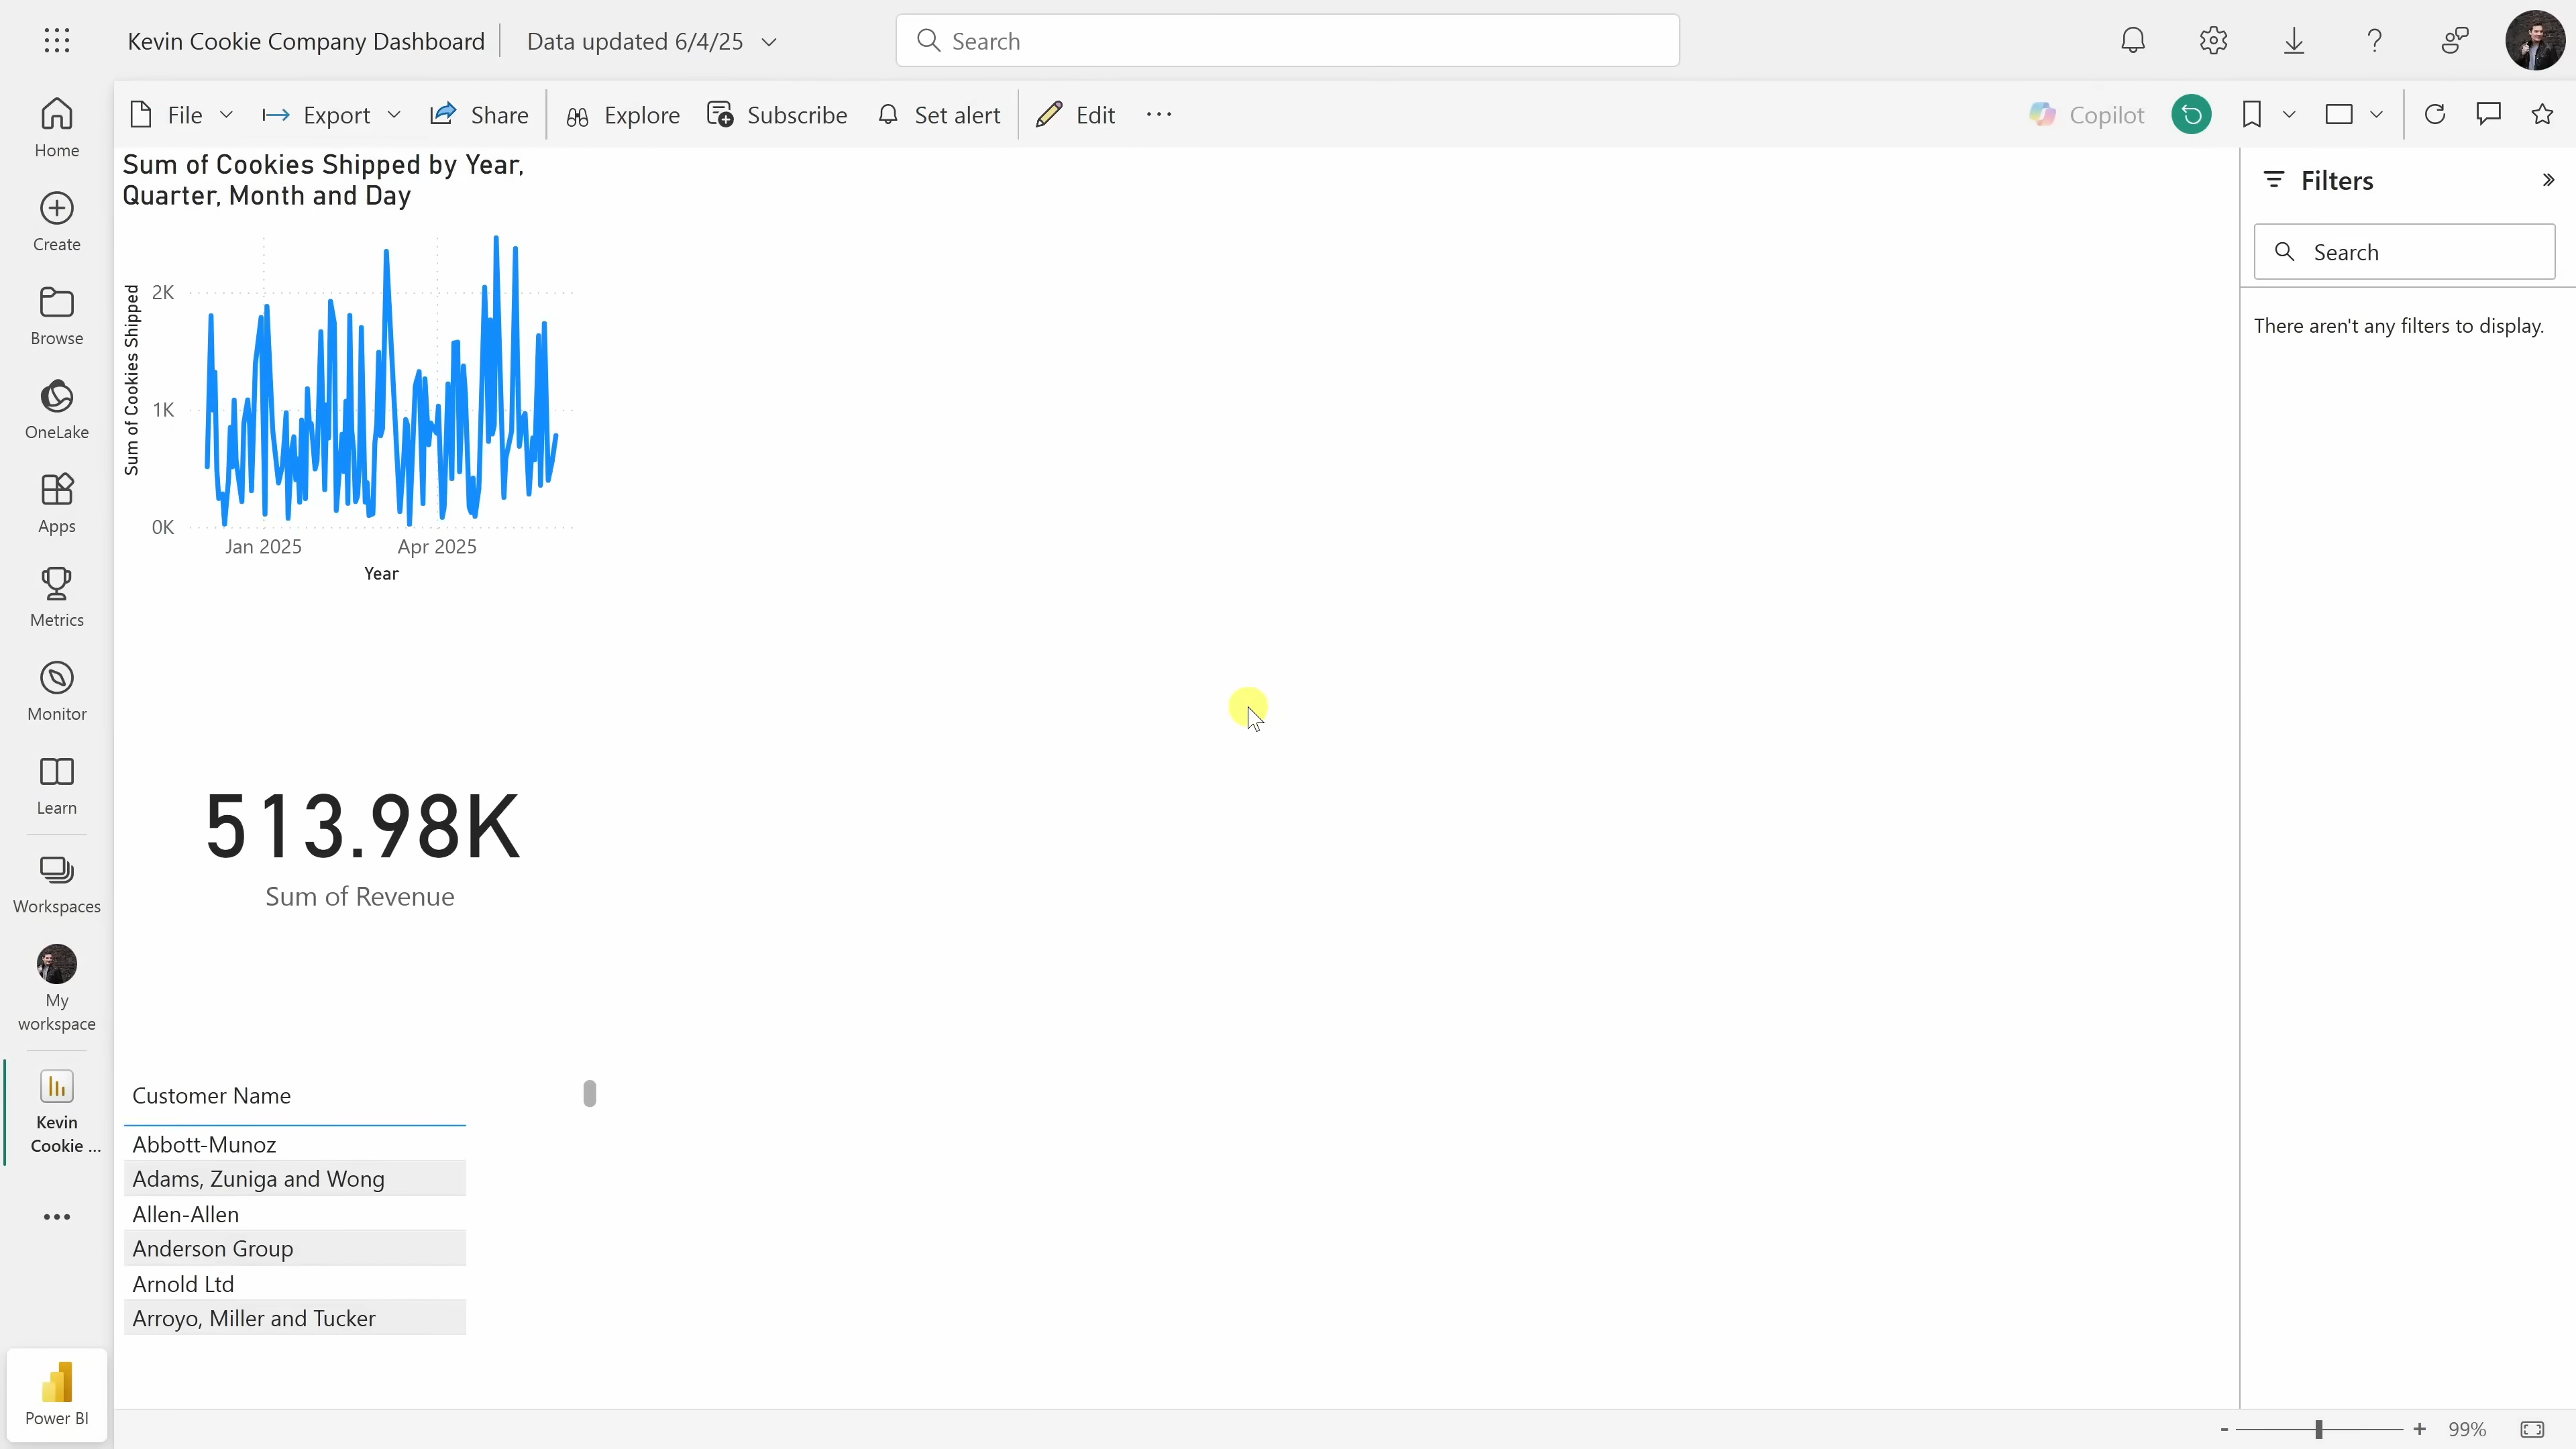 Kevin Cookie Company Dashboard
Data updated 6/4/25
Search
File
Export
Share
Explore
Subscribe
Set alert
Edit
Copilot
Home
Create
Browse
OneLake
Apps
Metrics
Monitor
Learn
Workspaces
My
workspace
Kevin
Cookie ...
Power BI
Sum of Cookies Shipped by Year,
Quarter, Month and Day
Sum of Cookies Shipped
2K
1K
0K
Jan 2025
Apr 2025
Year
513.98K
Sum of Revenue
Customer Name
Abbott-Munoz
Adams, Zuniga and Wong
Allen-Allen
Anderson Group
Arnold Ltd
Arroyo, Miller and Tucker
Filters
Search
There aren't any filters to display.
- + 99%